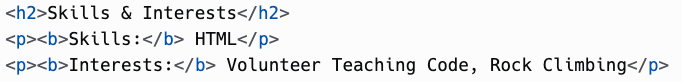 <h2>Skills & Interests</h2>
<p><b>Skills:</b> HTML</p>
<p><b>Interests:</b> Volunteer Teaching Code, Rock Climbing</p>